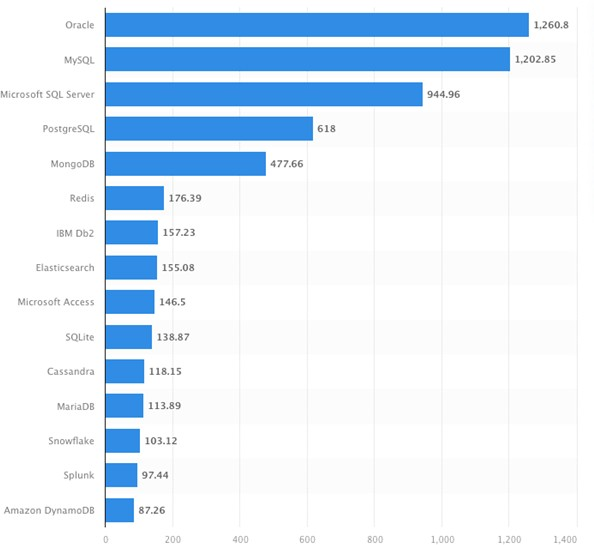 Oracle 1,260.8
MySQL 1,202.85
Microsoft SQL Server 944.96
PostgreSQL 618
MongoDB 477.66
Redis 176.39
IBM Db2 157.23
Elasticsearch 155.08
Microsoft Access 146.5
SQLite 138.87
Cassandra 118.15
MariaDB 113.89
Snowflake 103.12
Splunk 97.44
Amazon DynamoDB 87.26
0 200 400 600 800 1,000 1,200 1,400